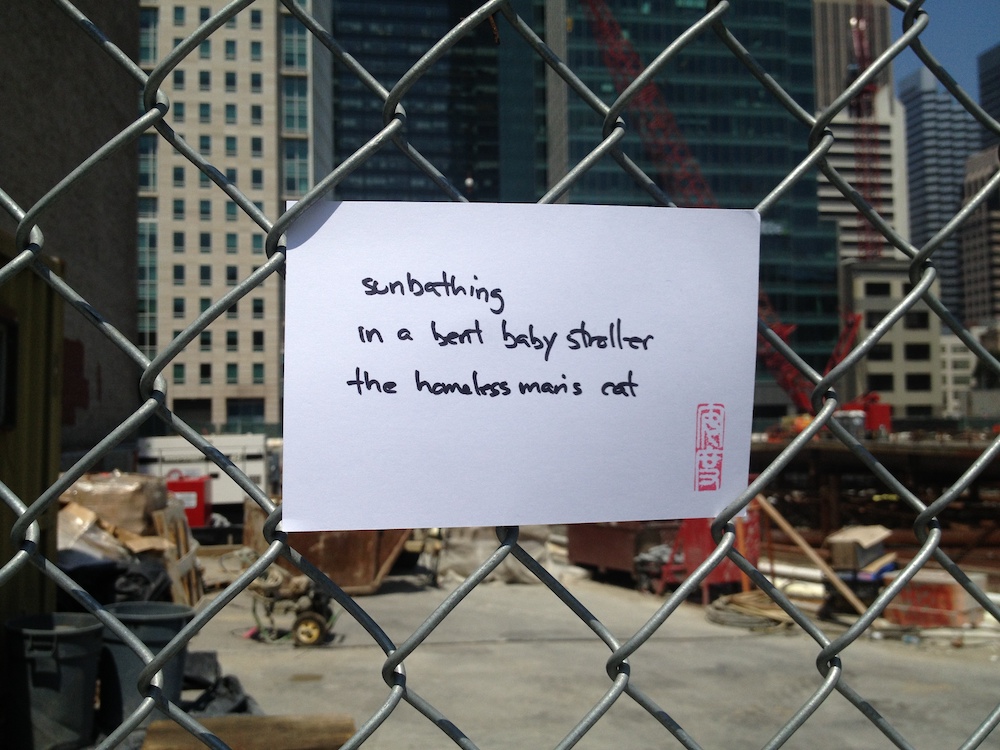 sunbathing
in a bent baby stroller
the homeless man's cat